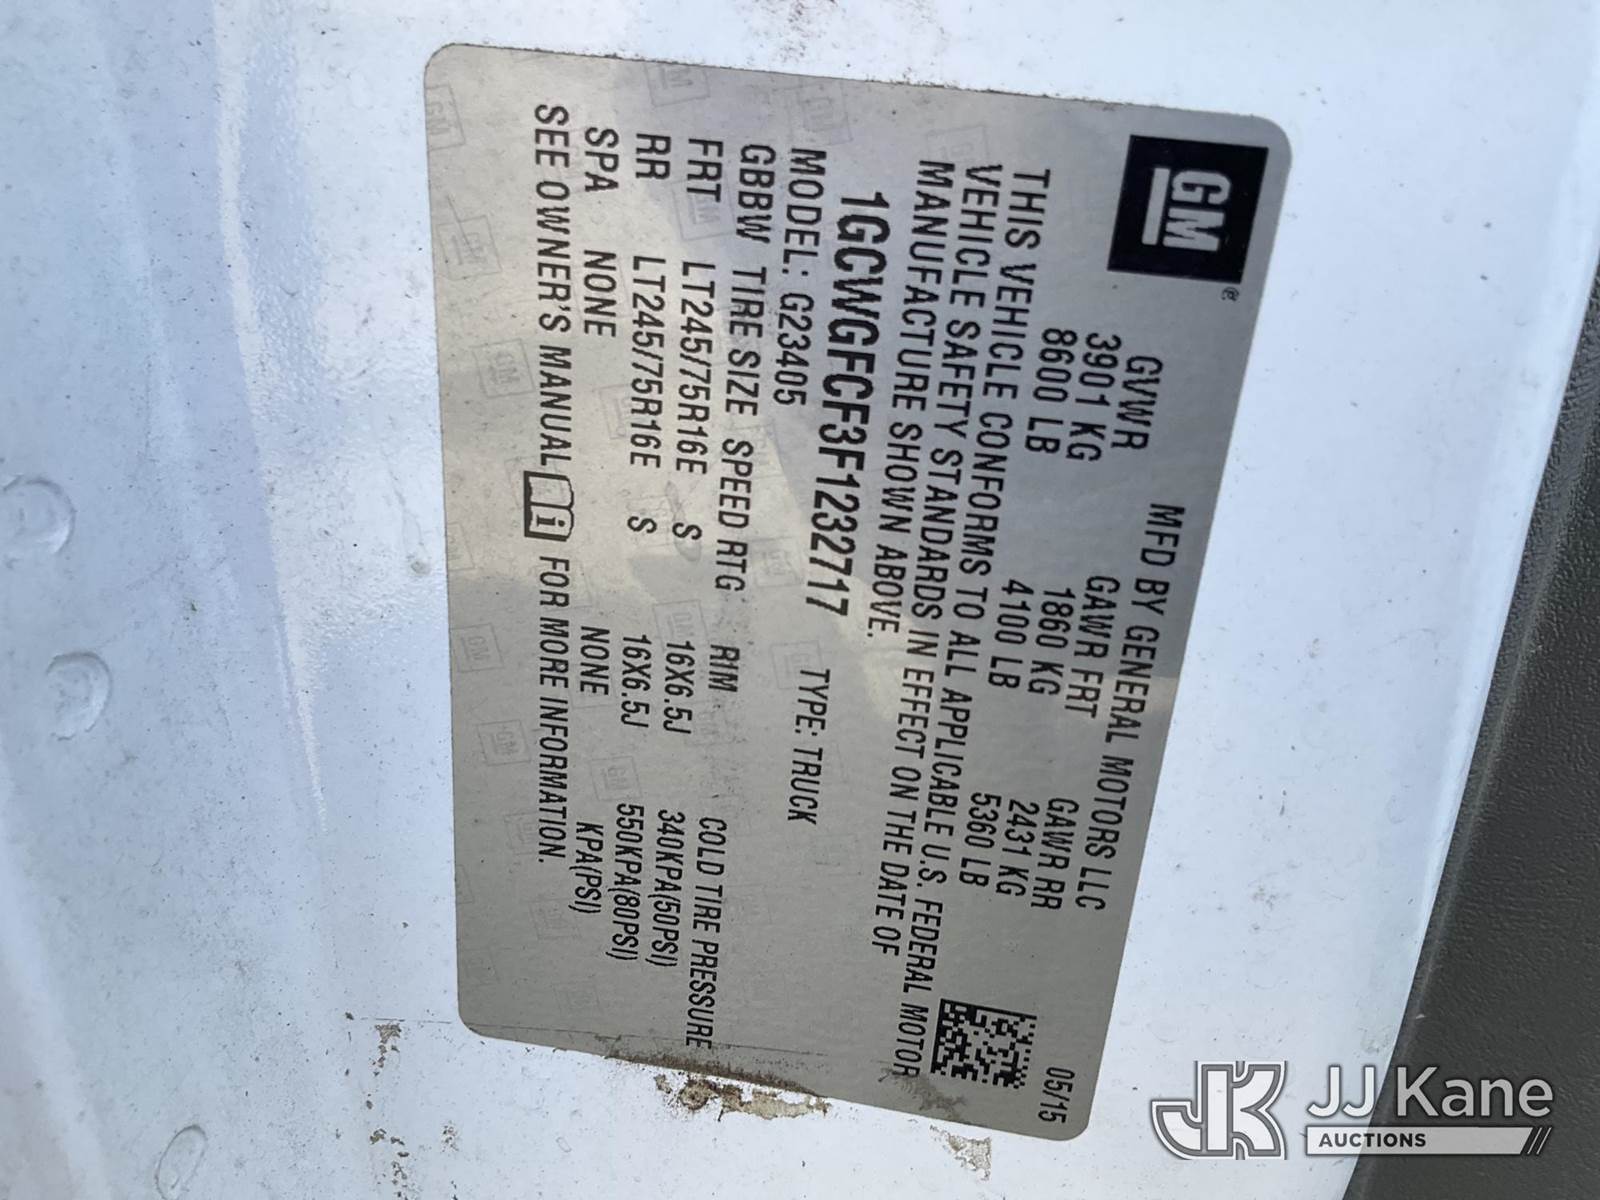 GM®
MFD BY GENERAL MOTORS LLC 05/15
GVWR GAWR FRT GAWR RR
3901 KG 1860 KG 2431 KG
8600 LB 4100 LB 5360 LB
THIS VEHICLE CONFORMS TO ALL APPLICABLE U.S. FEDERAL MOTOR
VEHICLE SAFETY STANDARDS IN EFFECT ON THE DATE OF
MANUFACTURE SHOWN ABOVE.
1GCWGFCF3F1232717 TYPE: TRUCK
MODEL: G23405
GBBW TIRE SIZE SPEED RTG RIM COLD TIRE PRESSURE
FRT LT245/75R16E S 16X6.5J 340KPA(50PSI)
RR LT245/75R16E S 16X6.5J 550KPA(80PSI)
SPA NONE NONE KPA(PSI)
SEE OWNER'S MANUAL i FOR MORE INFORMATION.
JK JJ Kane
AUCTIONS